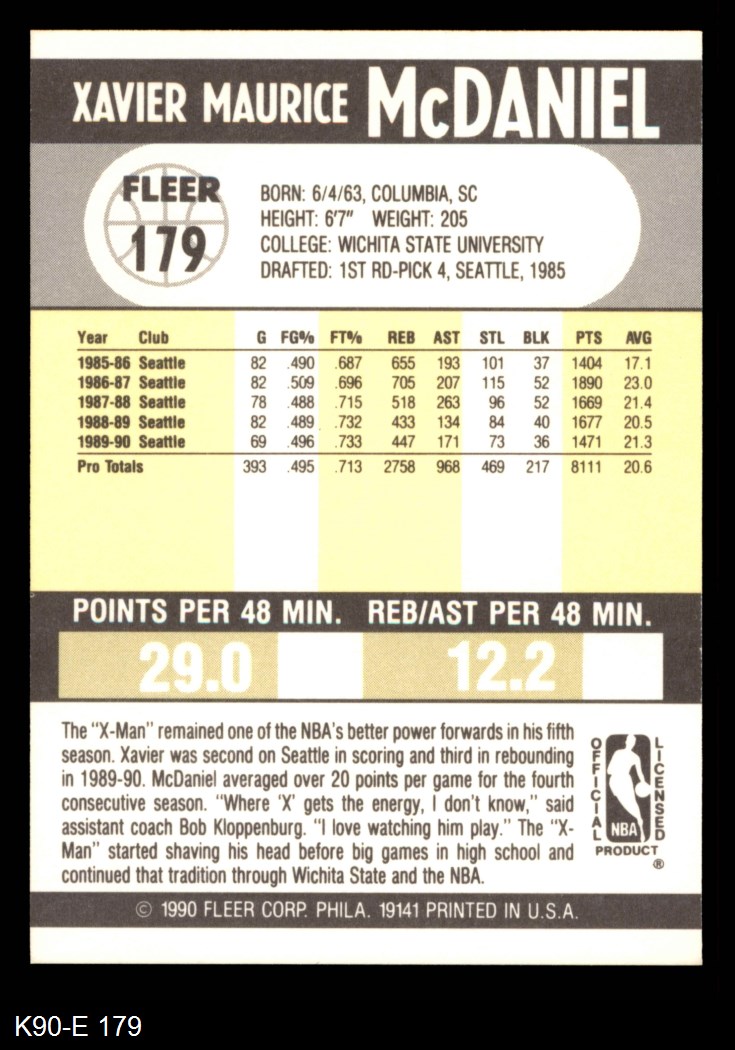 XAVIER MAURICE McDANIEL
FLEER
179
BORN: 6/4/63, COLUMBIA, SC
HEIGHT: 6'7" WEIGHT: 205
COLLEGE: WICHITA STATE UNIVERSITY
DRAFTED: 1ST RD-PICK 4, SEATTLE, 1985
Year Club G FG% FT% REB AST STL BLK PTS AVG
1985-86 Seattle 82 .490 .687 655 193 101 37 1404 17.1
1986-87 Seattle 82 .509 .696 705 207 115 52 1890 23.0
1987-88 Seattle 78 .488 .715 518 263 96 52 1669 21.4
1988-89 Seattle 82 .489 .732 433 134 84 40 1677 20.5
1989-90 Seattle 69 .496 .733 447 171 73 36 1471 21.3
Pro Totals 393 .495 .713 2758 968 469 217 8111 20.6
POINTS PER 48 MIN. REB/AST PER 48 MIN.
29.0 12.2
The "X-Man" remained one of the NBA's better power forwards in his fifth
season. Xavier was second on Seattle in scoring and third in rebounding
in 1989-90. McDaniel averaged over 20 points per game for the fourth
consecutive season. "Where 'X' gets the energy, I don't know," said
assistant coach Bob Kloppenburg. "I love watching him play." The "X-
Man" started shaving his head before big games in high school and
continued that tradition through Wichita State and the NBA.
OFFICIAL
LICENSED
NBA
PRODUCT
®
© 1990 FLEER CORP. PHILA. 19141 PRINTED IN U.S.A.
K90-E 179